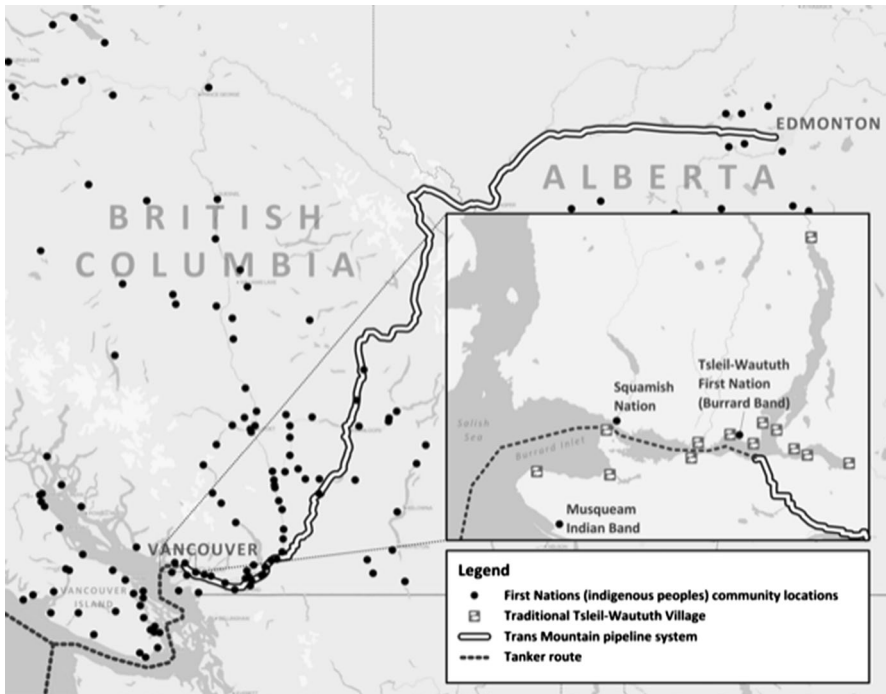 EDMONTON
ALBERTA
BRITISH
COLUMBIA
Tsleil-Waututh
First Nation
(Burrard Band)
Squamish
Nation
Salish
Sea
Burrard Inlet
Musqueam
Indian Band
VANCOUVER
VANCOUVER
ISLAND
Legend
First Nations (indigenous peoples) community locations
Traditional Tsleil-Waututh Village
Trans Mountain pipeline system
Tanker route